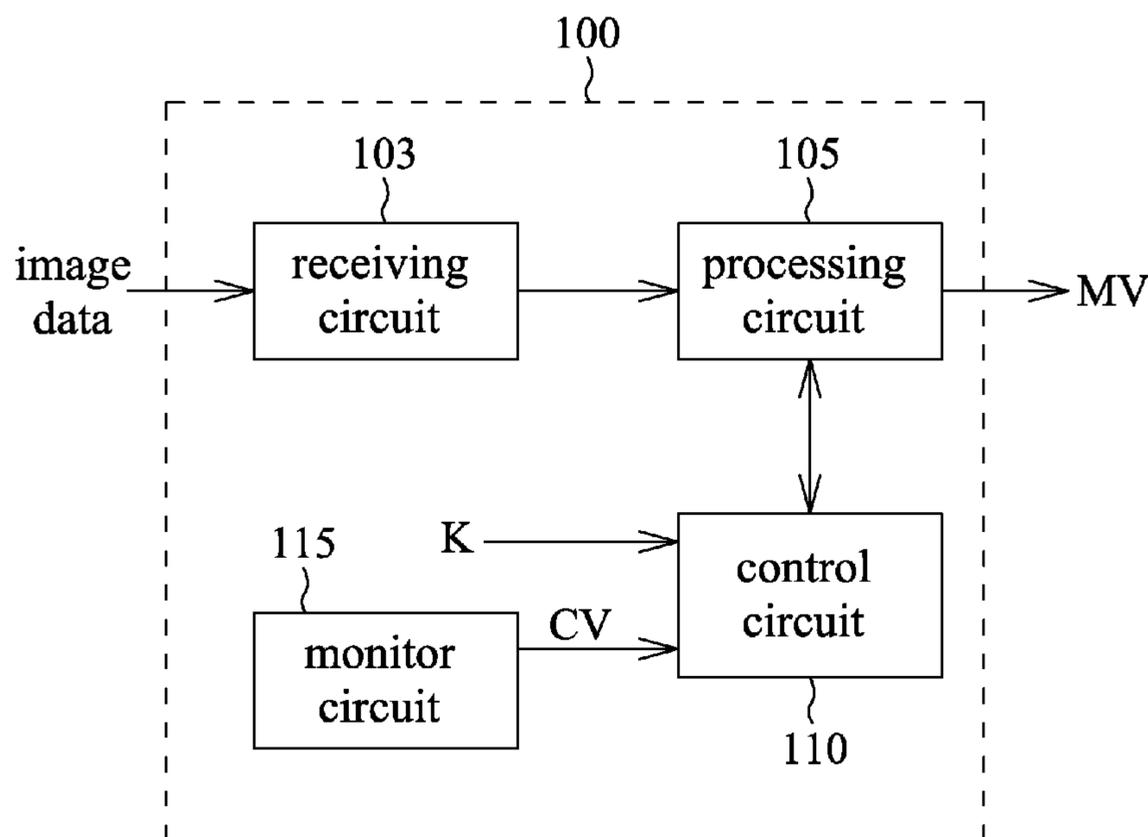 100
103
105
image
data
receiving
circuit
processing
circuit
MV
115
K
CV
monitor
circuit
control
circuit
110